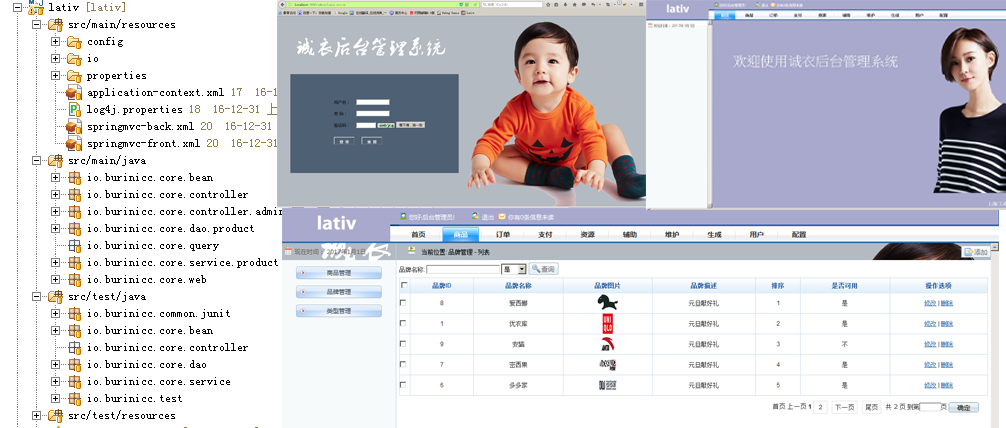 lativ [lativ]
src/main/resources
config
io
properties
application-context.xml 17 16-1
log4j.properties 18 16-12-31 上
springmvc-back.xml 20 16-12-31
springmvc-front.xml 20 16-12-31
src/main/java
io.burinicc.core.bean
io.burinicc.core.controller
io.burinicc.core.controller.admin
io.burinicc.core.dao.product
io.burinicc.core.query
io.burinicc.core.service.product
io.burinicc.core.web
src/test/java
io.burinicc.common.junit
io.burinicc.core.bean
io.burinicc.core.controller
io.burinicc.core.dao
io.burinicc.core.service
io.burinicc.test
src/test/resources
诚衣后台管理系统
用户名:
密 码:
验证码:
lativ
欢迎使用诚衣后台管理系统
lativ
您好:后台管理员! 退出 你有0条信息未读
首页 商品 订单 支付 资源 辅助 维护 生成 用户 配置
当前位置: 品牌管理 - 列表 添加
商品管理
品牌管理
类型管理
品牌名称: 是 查询
品牌ID 品牌名称 品牌图片 品牌描述 排序 是否可用 操作选项
8 爱西娜 元旦献好礼 1 是 修改 | 删除
1 优衣库 UNIQLO 元旦献好礼 2 是 修改 | 删除
9 安踏 元旦献好礼 3 不 修改 | 删除
7 密西果 元旦献好礼 4 是 修改 | 删除
6 多多家 元旦献好礼 5 是 修改 | 删除
首页 上一页 1 2 下一页 尾页 共 2 页 到第 页 确定